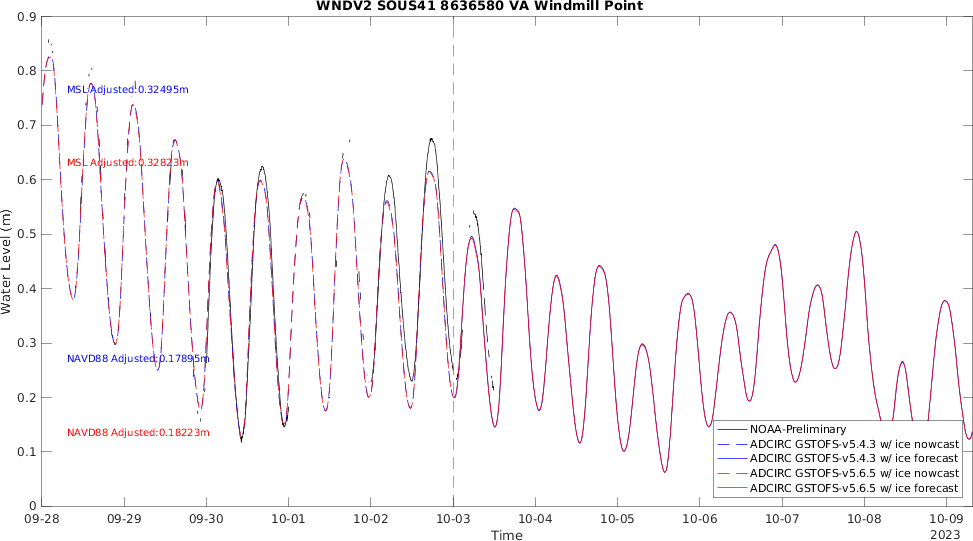 WNDV2 SOUS41 8636580 VA Windmill Point
0.9
0.8
0.7
0.6
0.5
0.4
0.3
0.2
0.1
0
Water Level (m)
MSL Adjusted:0.32495m
MSL Adjusted:0.32823m
NAVD88 Adjusted:0.17895m
NAVD88 Adjusted:0.18223m
NOAA-Preliminary
ADCIRC GSTOFS-v5.4.3 w/ ice nowcast
ADCIRC GSTOFS-v5.4.3 w/ ice forecast
ADCIRC GSTOFS-v5.6.5 w/ ice nowcast
ADCIRC GSTOFS-v5.6.5 w/ ice forecast
09-28 09-29 09-30 10-01 10-02 10-03 10-04 10-05 10-06 10-07 10-08 10-09
2023
Time